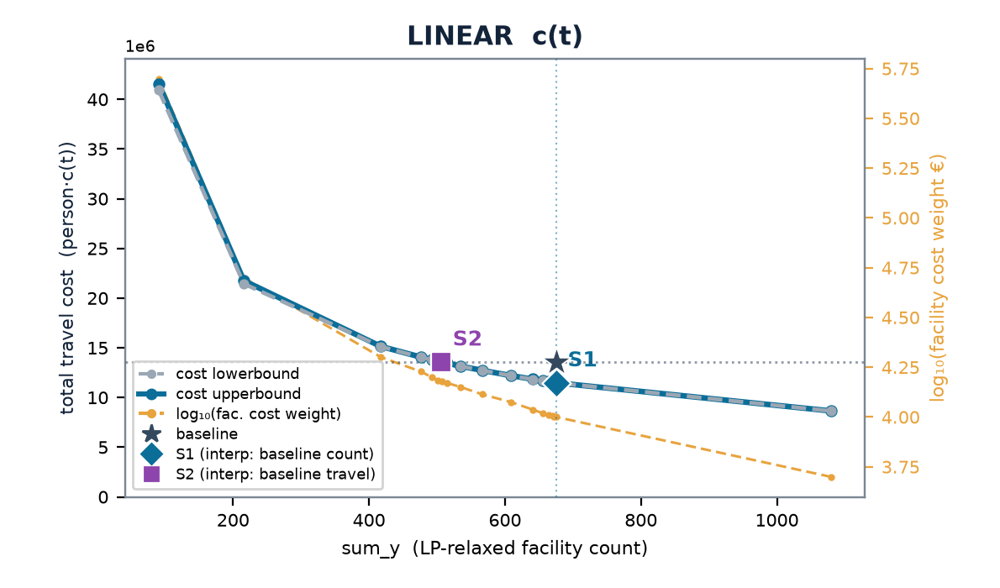 LINEAR c(t)
1e6
40
35
30
25
20
15
10
5
0
total travel cost (person·c(t))
5.75
5.50
5.25
5.00
4.75
4.50
4.25
4.00
3.75
log₁₀(facility cost weight €)
S2
S1
cost lowerbound
cost upperbound
log₁₀(fac. cost weight)
baseline
S1 (interp: baseline count)
S2 (interp: baseline travel)
200
400
600
800
1000
sum_y (LP-relaxed facility count)